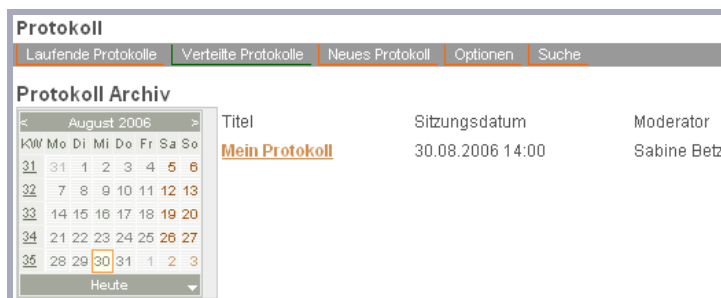 Protokoll
Laufende Protokolle Verteilte Protokolle Neues Protokoll Optionen Suche
Protokoll Archiv
< August 2006 >
KW Mo Di Mi Do Fr Sa So
31 31 1 2 3 4 5 6
32 7 8 9 10 11 12 13
33 14 15 16 17 18 19 20
34 21 22 23 24 25 26 27
35 28 29 30 31 1 2 3
Heute
Titel Sitzungsdatum Moderator
Mein Protokoll 30.08.2006 14:00 Sabine Betz